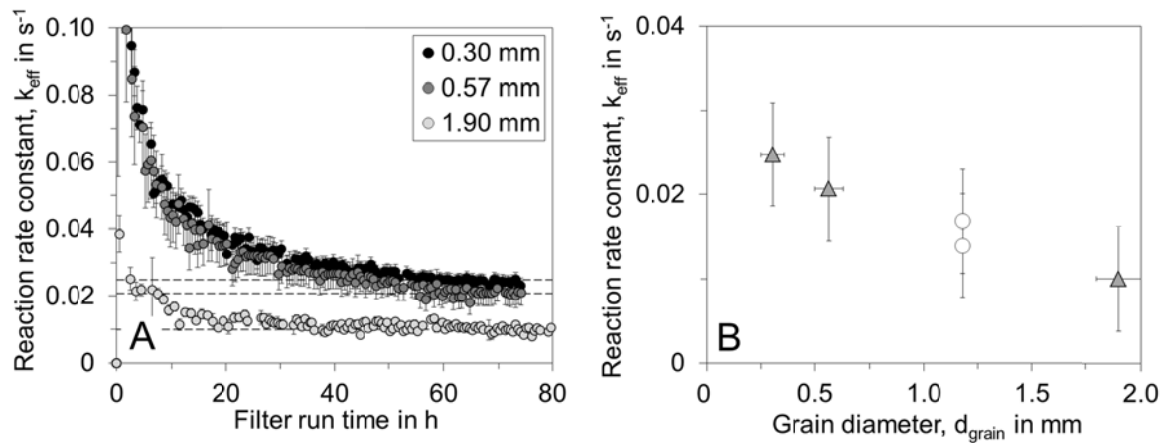 0.10
0.08
0.06
0.04
0.02
0
Reaction rate constant, k_eff in s^-1
0.30 mm
0.57 mm
1.90 mm
A
0 20 40 60 80
Filter run time in h
0.04
0.02
0
Reaction rate constant, k_eff in s^-1
B
0 0.5 1.0 1.5 2.0
Grain diameter, d_grain in mm